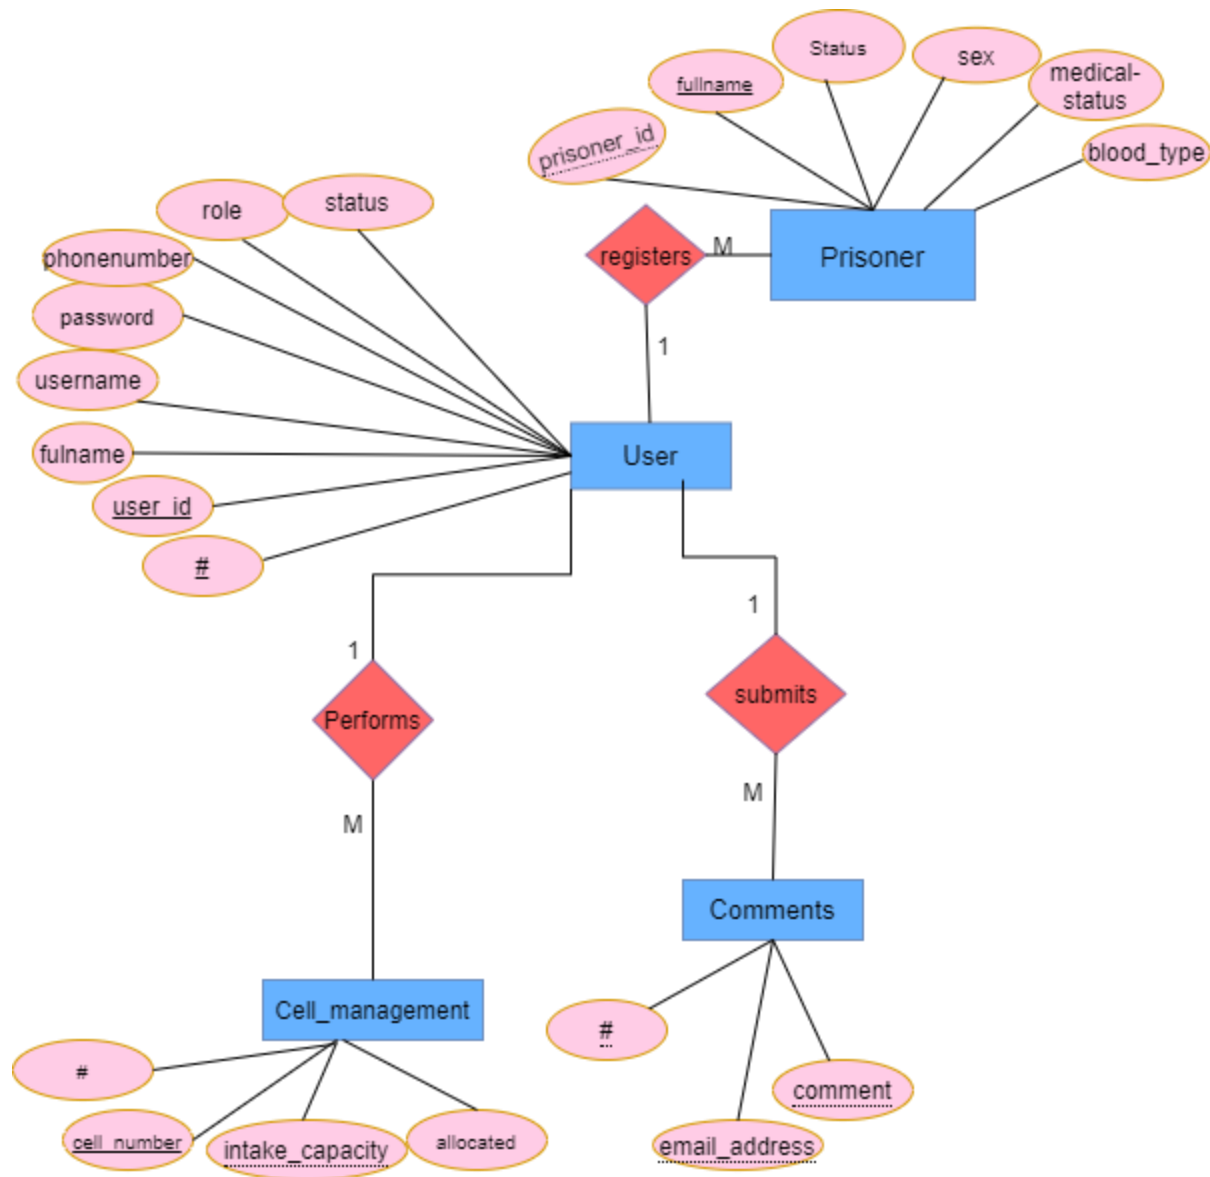 Status
sex
fullname
medical-
status
prisoner_id
blood_type
role
status
registers
M
Prisoner
phonenumber
password
1
username
fulname
User
user_id
#
1
1
Performs
submits
M
M
Comments
Cell_management
#
#
comment
cell_number
intake_capacity
allocated
email_address